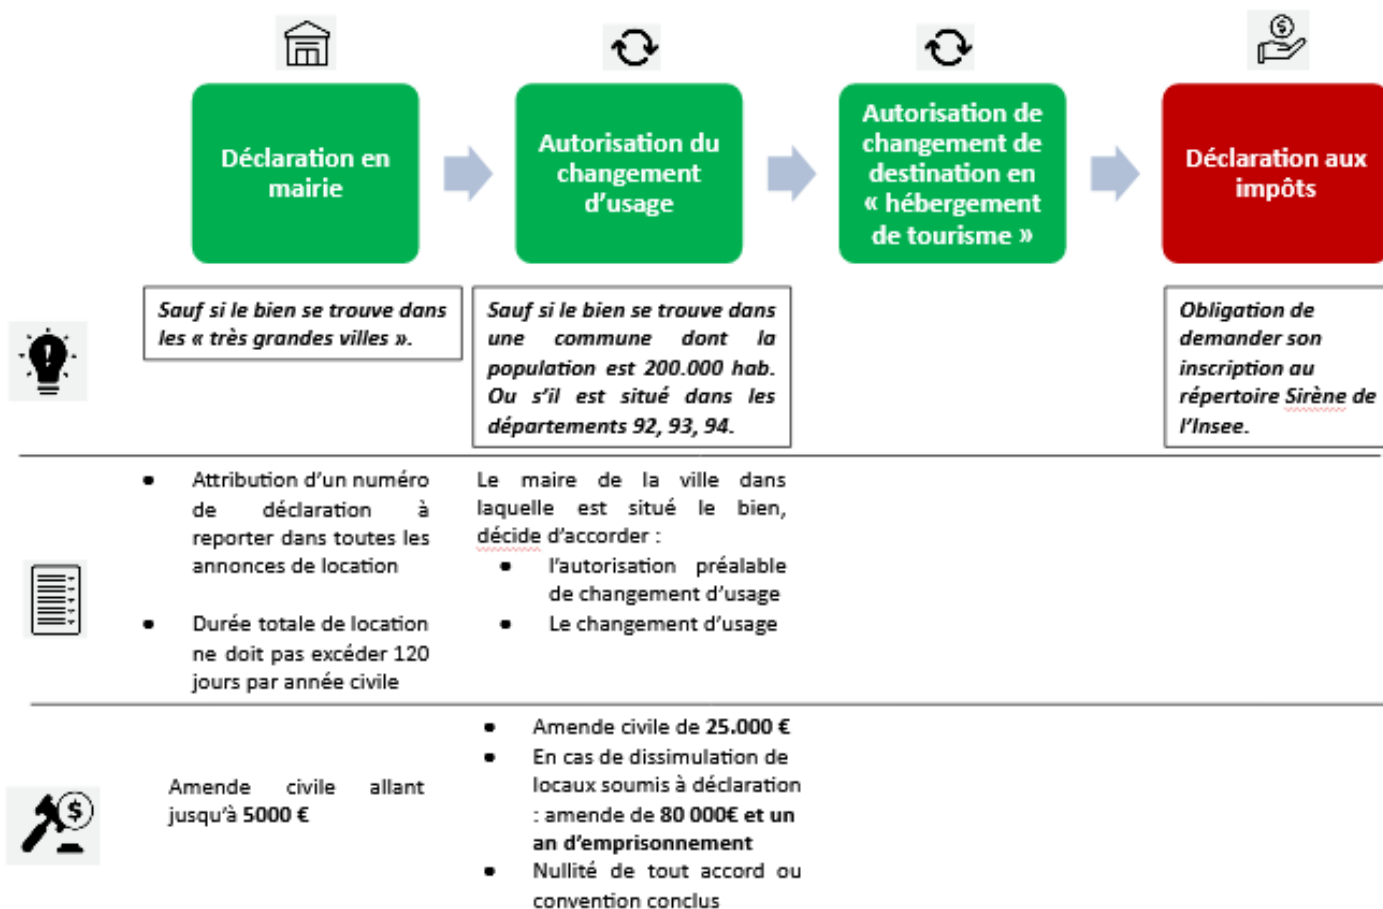 Déclaration en
mairie
Autorisation du
changement
d'usage
Autorisation de
changement de
destination en
« hébergement
de tourisme »
Déclaration aux
impôts
Sauf si le bien se trouve dans
les « très grandes villes ».
Sauf si le bien se trouve dans
une commune dont la
population est 200.000 hab.
Ou s'il est situé dans les
départements 92, 93, 94.
Obligation de
demander son
inscription au
répertoire Sirène de
l'Insee.
● Attribution d'un numéro
de déclaration à
reporter dans toutes les
annonces de location
● Durée totale de location
ne doit pas excéder 120
jours par année civile
Le maire de la ville dans
laquelle est situé le bien,
décide d'accorder :
● l'autorisation préalable
de changement d'usage
● Le changement d'usage
Amende civile allant
jusqu'à 5000 €
● Amende civile de 25.000 €
● En cas de dissimulation de
locaux soumis à déclaration
: amende de 80 000€ et un
an d'emprisonnement
● Nullité de tout accord ou
convention conclus